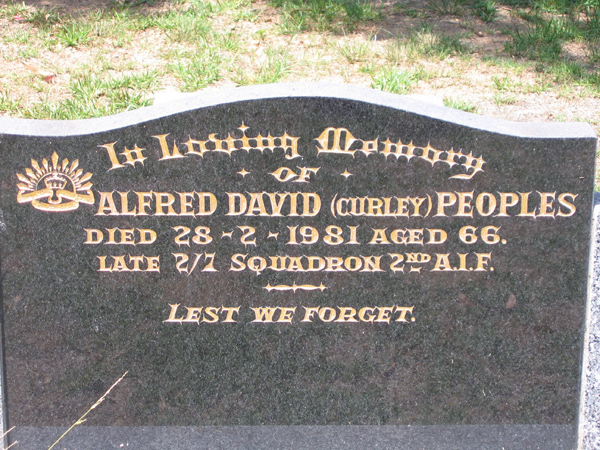 In Loving Memory
OF
ALFRED DAVID (CURLEY) PEOPLES
DIED 28-2-1981 AGED 66.
LATE 2/7 SQUADRON 2ND A.I.F.
LEST WE FORGET.